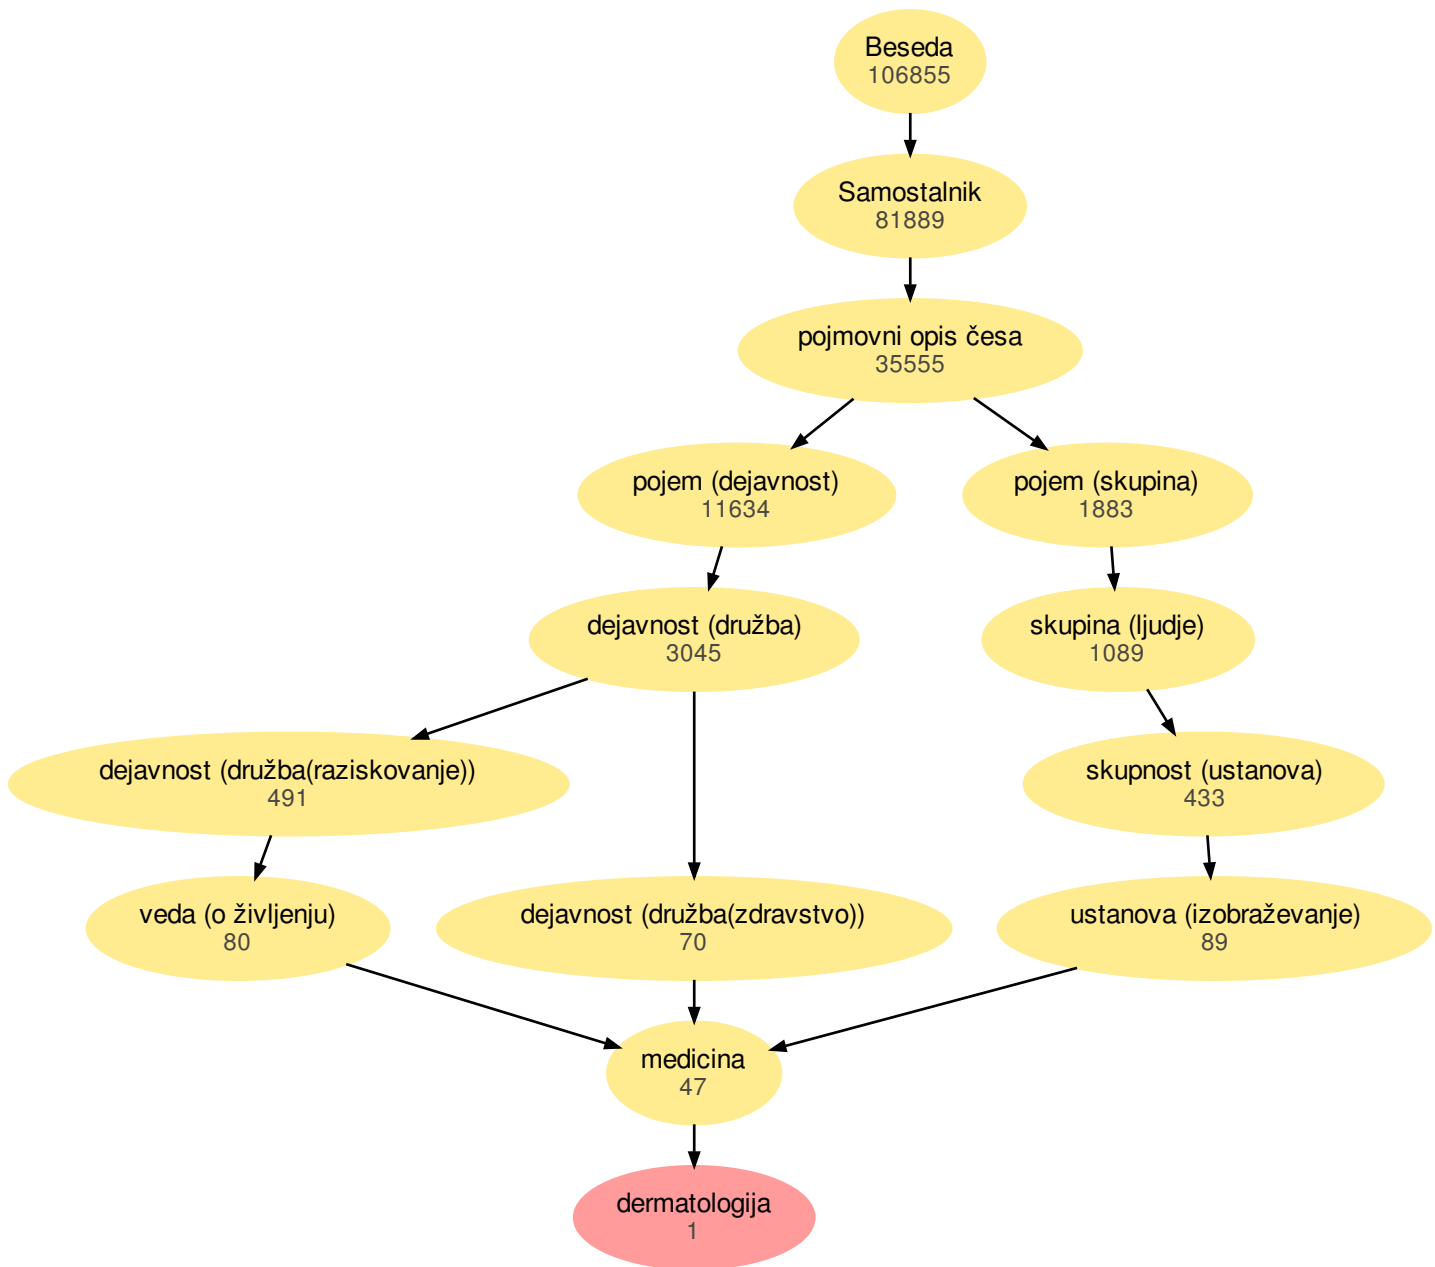 Beseda
106855
Samostalnik
81889
pojmovni opis česa
35555
pojem (dejavnost)
11634
pojem (skupina)
1883
dejavnost (družba)
3045
skupina (ljudje)
1089
dejavnost (družba(raziskovanje))
491
skupnost (ustanova)
433
veda (o življenju)
80
dejavnost (družba(zdravstvo))
70
ustanova (izobraževanje)
89
medicina
47
dermatologija
1